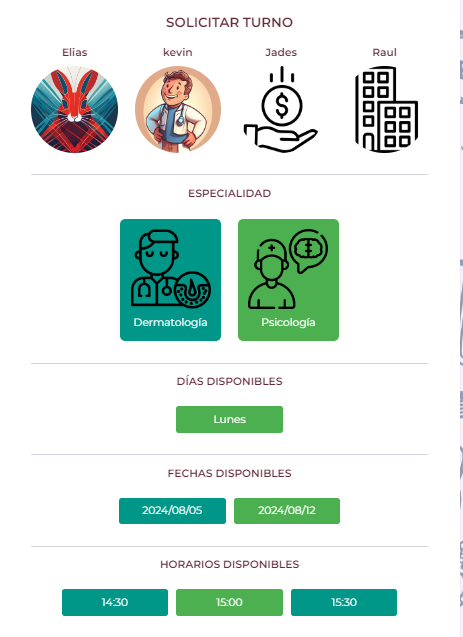 SOLICITAR TURNO
Elias kevin Jades Raul
$
ESPECIALIDAD
Dermatología Psicología
DÍAS DISPONIBLES
Lunes
FECHAS DISPONIBLES
2024/08/05 2024/08/12
HORARIOS DISPONIBLES
14:30 15:00 15:30